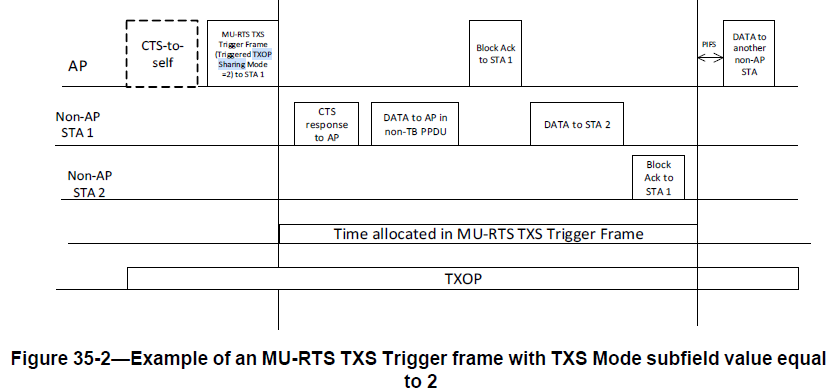 CTS-to-
self
MU-RTS TXS
Trigger Frame
(Triggered TXOP
Sharing Mode
=2) to STA 1
Block Ack
to STA 1
PIFS
DATA to
another
non-AP
STA
AP
Non-AP
STA 1
CTS
response
to AP
DATA to AP in
non-TB PPDU
DATA to STA 2
Non-AP
STA 2
Block
Ack to
STA 1
Time allocated in MU-RTS TXS Trigger Frame
TXOP
Figure 35-2—Example of an MU-RTS TXS Trigger frame with TXS Mode subfield value equal
to 2